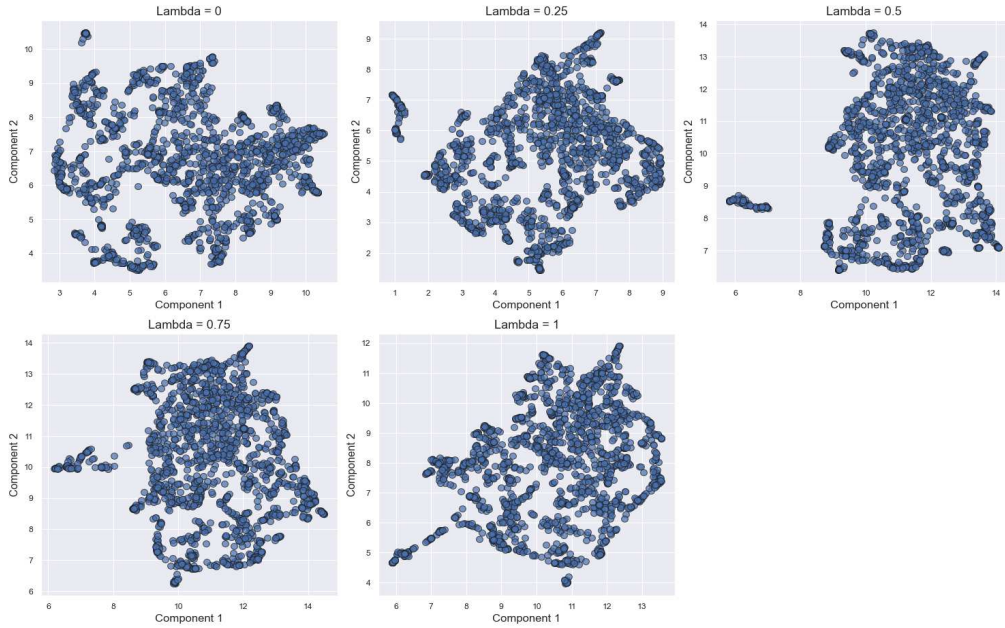 Lambda = 0
10
9
8
7
6
5
4
Component 2
3 4 5 6 7 8 9 10
Component 1
Lambda = 0.25
9
8
7
6
5
4
3
2
Component 2
1 2 3 4 5 6 7 8 9
Component 1
Lambda = 0.5
14
13
12
11
10
9
8
7
Component 2
6 8 10 12 14
Component 1
Lambda = 0.75
14
13
12
11
10
9
8
7
6
Component 2
6 8 10 12 14
Component 1
Lambda = 1
12
11
10
9
8
7
6
5
4
Component 2
6 7 8 9 10 11 12 13
Component 1